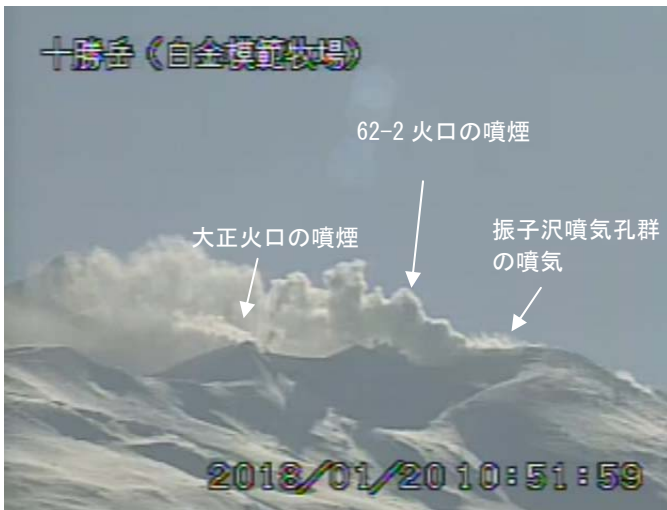 十勝岳（白金模範牧場）
62-2 火口の噴煙
大正火口の噴煙
振子沢噴気孔群
の噴気
2018/01/20 10:51:59